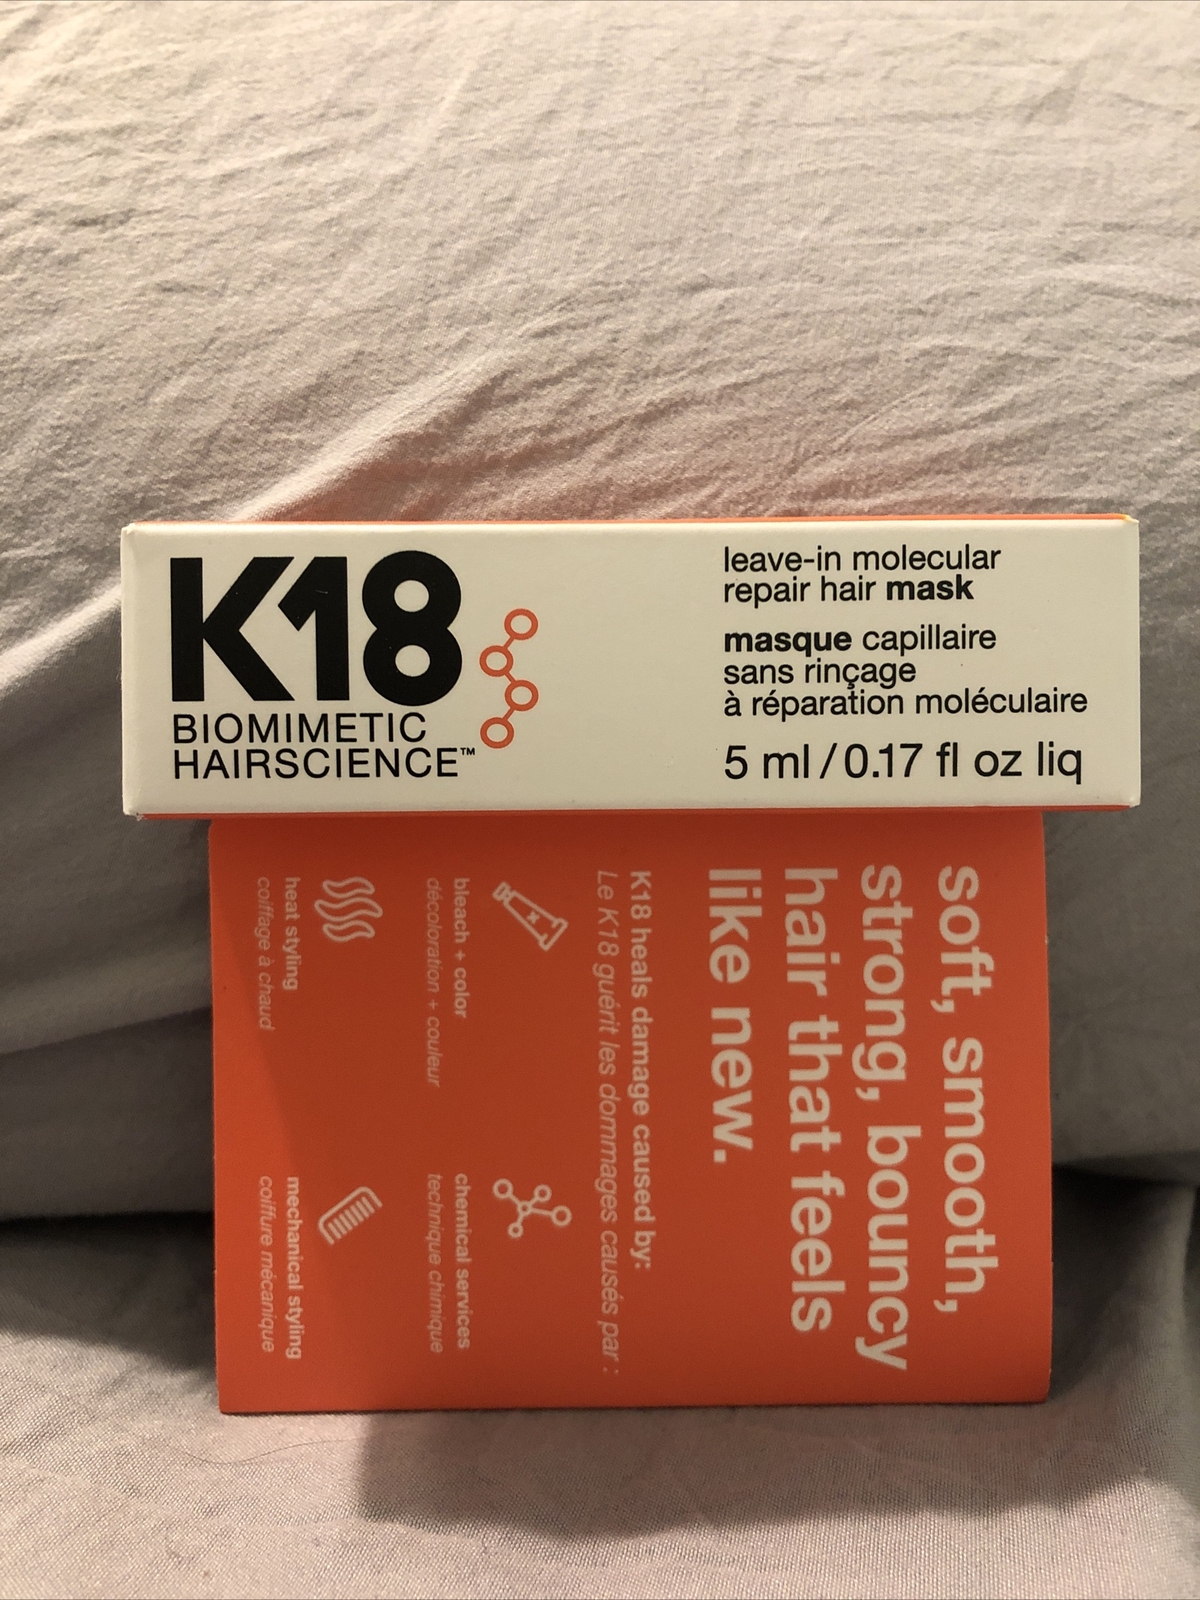 K18
BIOMIMETIC
HAIRSCIENCE™
leave-in molecular
repair hair mask
masque capillaire
sans rinçage
à réparation moléculaire
5 ml / 0.17 fl oz liq
soft, smooth,
strong, bouncy
hair that feels
like new.
K18 heals damage caused by:
Le K18 guérit les dommages causés par :
bleach + color
décoloration + couleur
chemical services
technique chimique
heat styling
coiffage à chaud
mechanical styling
coiffure mécanique